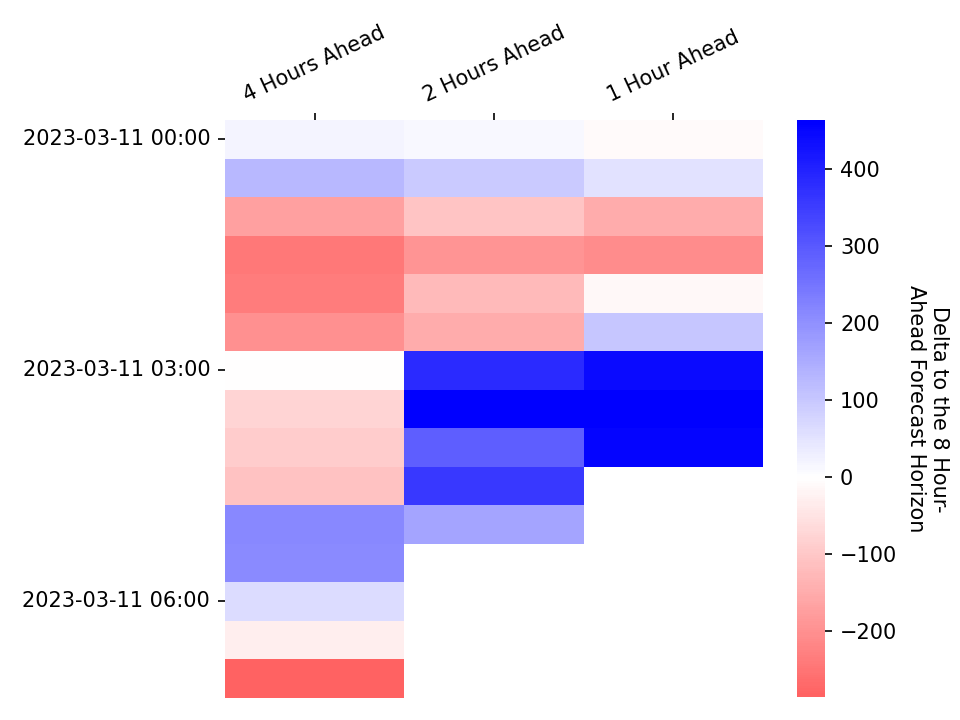 4 Hours Ahead
2 Hours Ahead
1 Hour Ahead
2023-03-11 00:00
2023-03-11 03:00
2023-03-11 06:00
400
300
200
100
0
−100
−200
Delta to the 8 Hour-
Ahead Forecast Horizon